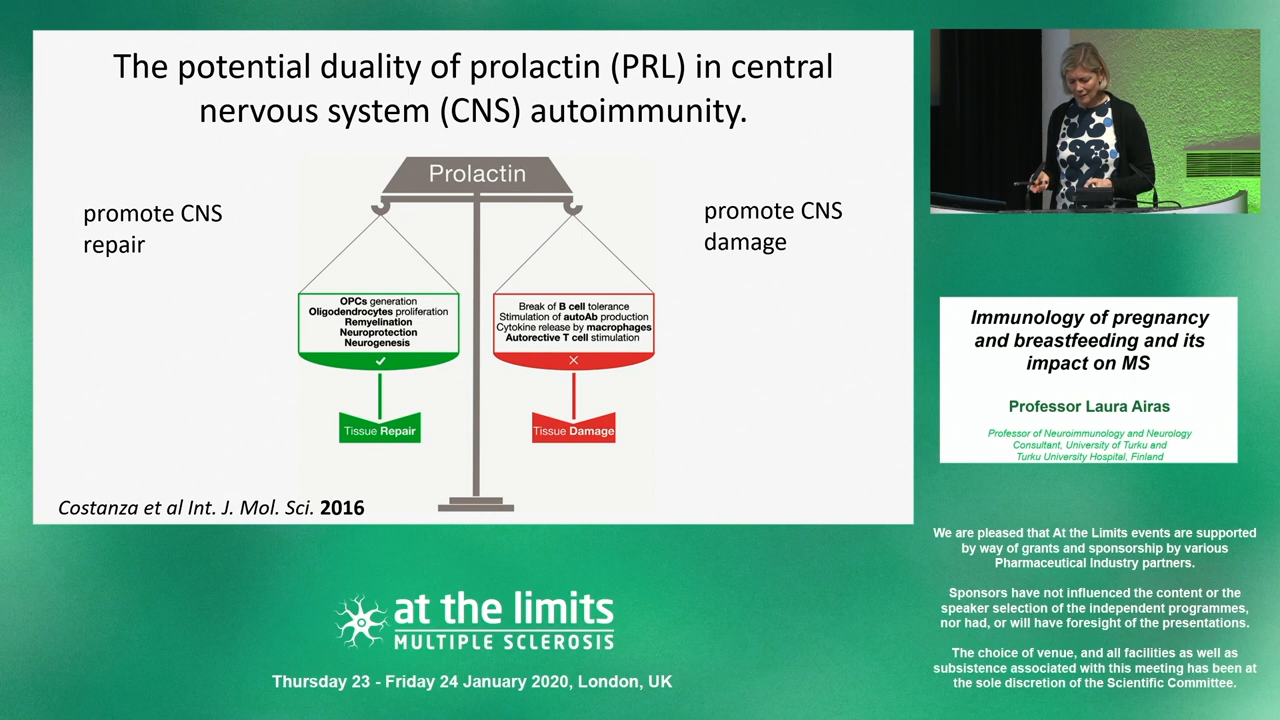 The potential duality of prolactin (PRL) in central
nervous system (CNS) autoimmunity.
Prolactin
promote CNS
repair
promote CNS
damage
OPCs generation
Oligodendrocytes proliferation
Remyelination
Neuroprotection
Neurogenesis
Break of B cell tolerance
Stimulation of autoAb production
Cytokine release by macrophages
Autorective T cell stimulation
Tissue Repair
Tissue Damage
Costanza et al Int. J. Mol. Sci. 2016
Immunology of pregnancy
and breastfeeding and its
impact on MS
Professor Laura Airas
Professor of Neuroimmunology and Neurology
Consultant, University of Turku and
Turku University Hospital, Finland
We are pleased that At the Limits events are supported
by way of grants and sponsorship by various
Pharmaceutical Industry partners.
Sponsors have not influenced the content or the
speaker selection of the independent programmes,
nor had, or will have foresight of the presentations.
The choice of venue, and all facilities as well as
subsistence associated with this meeting has been at
the sole discretion of the Scientific Committee.
at the limits
MULTIPLE SCLEROSIS
Thursday 23 - Friday 24 January 2020, London, UK